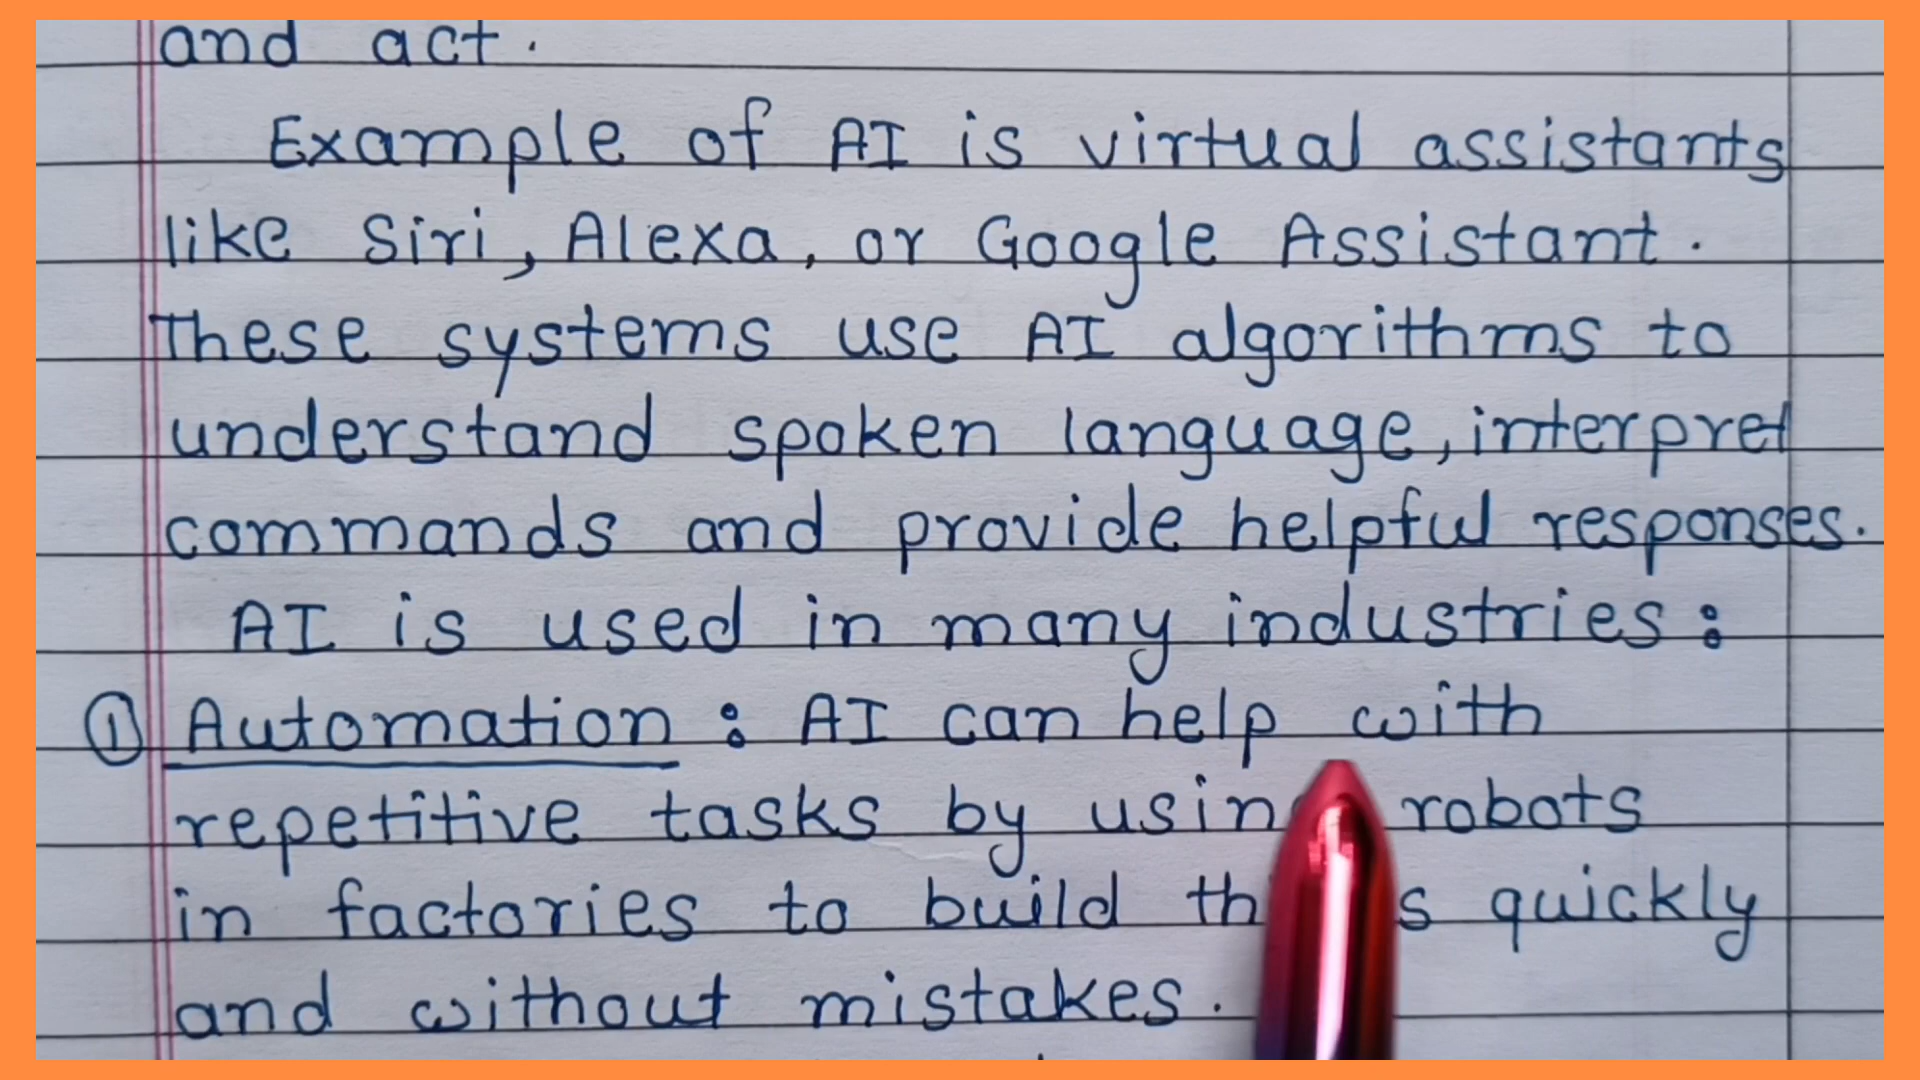 and act.
Example of AI is virtual assistants
like Siri, Alexa, or Google Assistant.
These systems use AI algorithms to
understand spoken language, interpret
commands and provide helpful responses.
AI is used in many industries:
① Automation: AI can help with
repetitive tasks by using robots
in factories to build things quickly
and without mistakes.